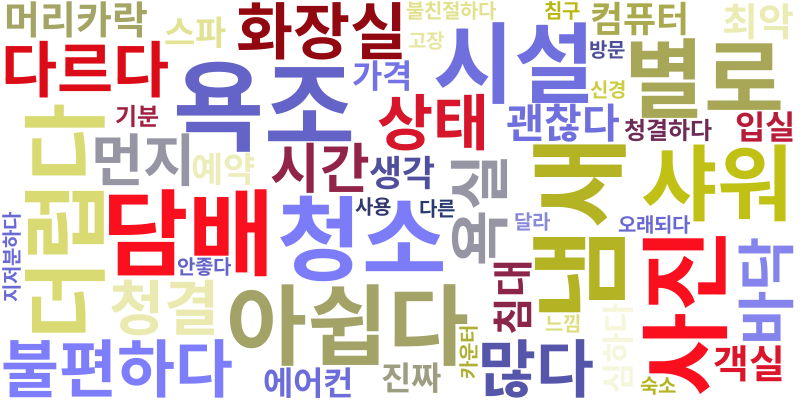 머리카락
스파
화장실
불친절하다
고장
침구
컴퓨터
최악
다르다
욕조
가격
시설
방문
신경
별로
기분
상태
괜찮다
청결하다
입실
더럽다
먼지
예약
시간
생각
욕실
냄새
샤워
담배
청소
사용
다른
달라
오래되다
지저분하다
안좋다
청결
아쉽다
침대
느낌
심하다
사진
바닥
불편하다
에어컨
진짜
카운터
많다
숙소
객실